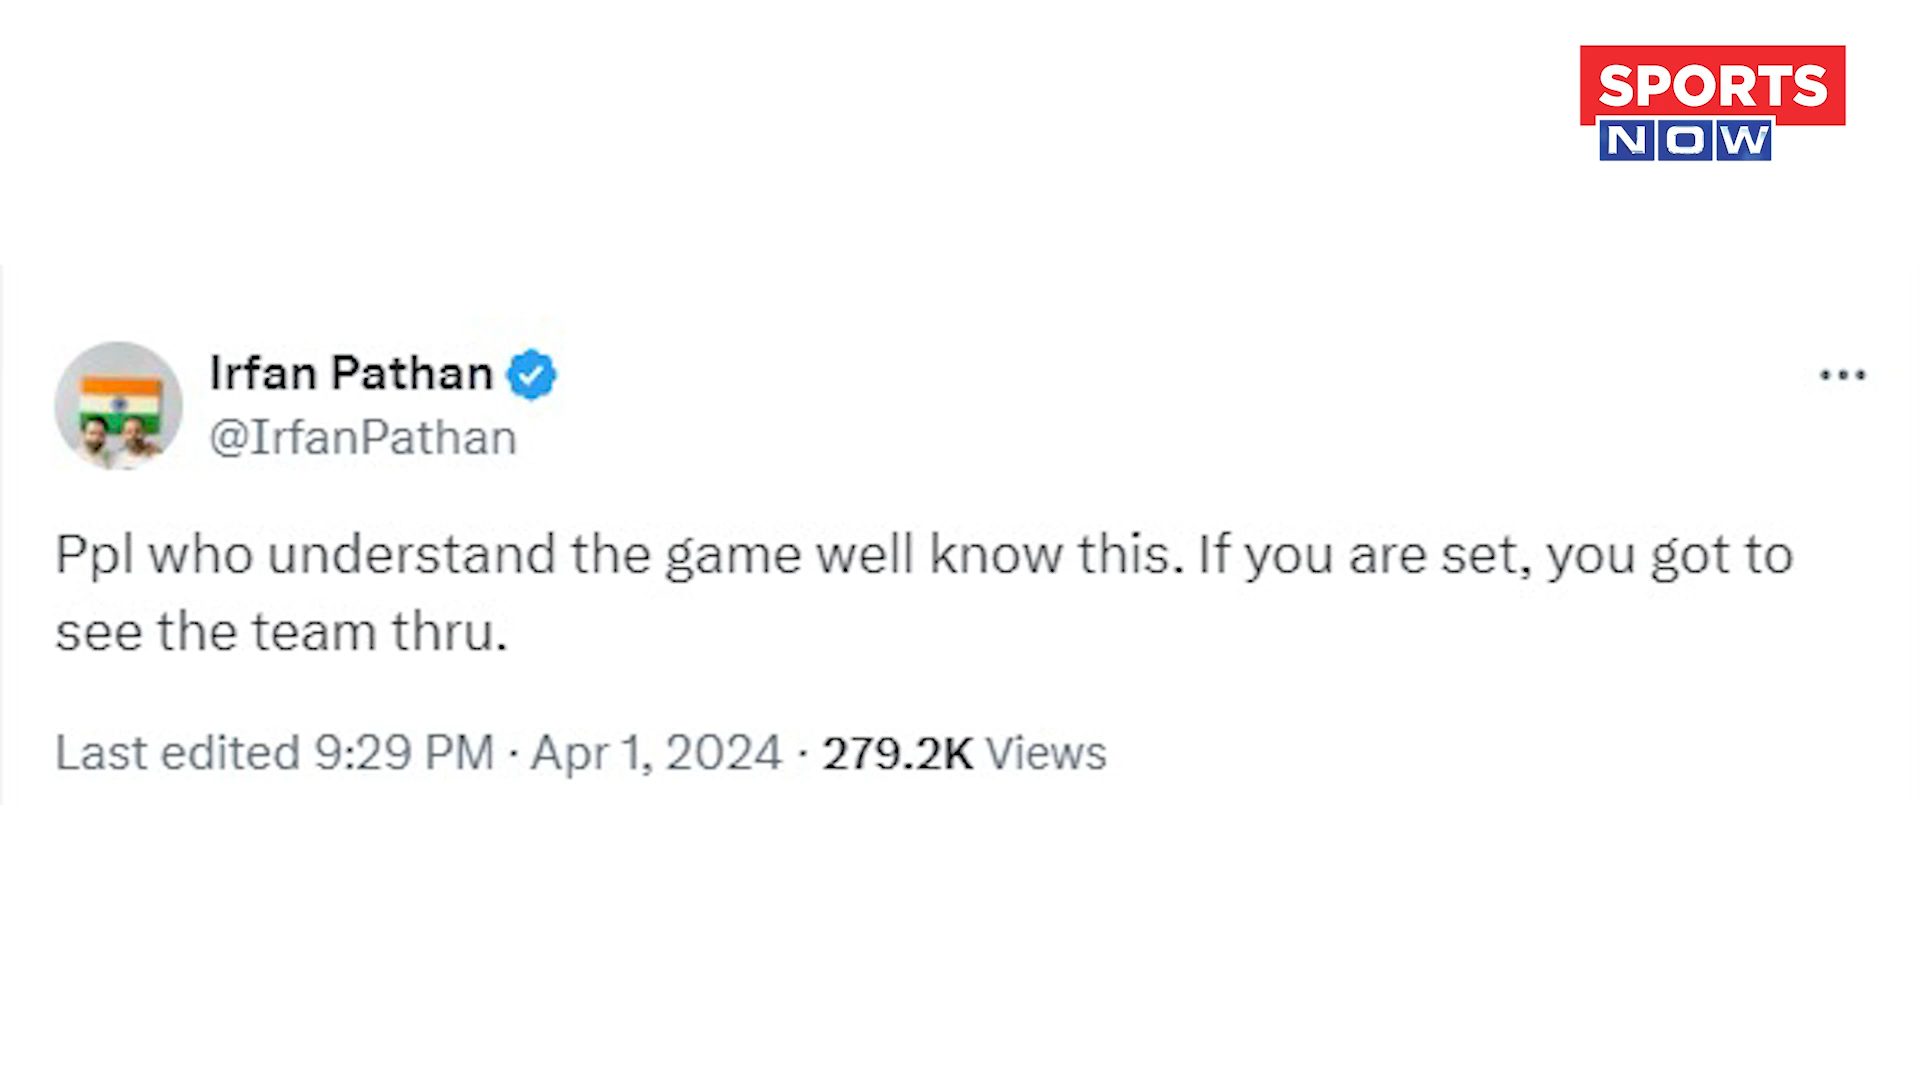 SPORTS
NOW
Irfan Pathan
@IrfanPathan
Ppl who understand the game well know this. If you are set, you got to
see the team thru.
Last edited 9:29 PM · Apr 1, 2024 · 279.2K Views